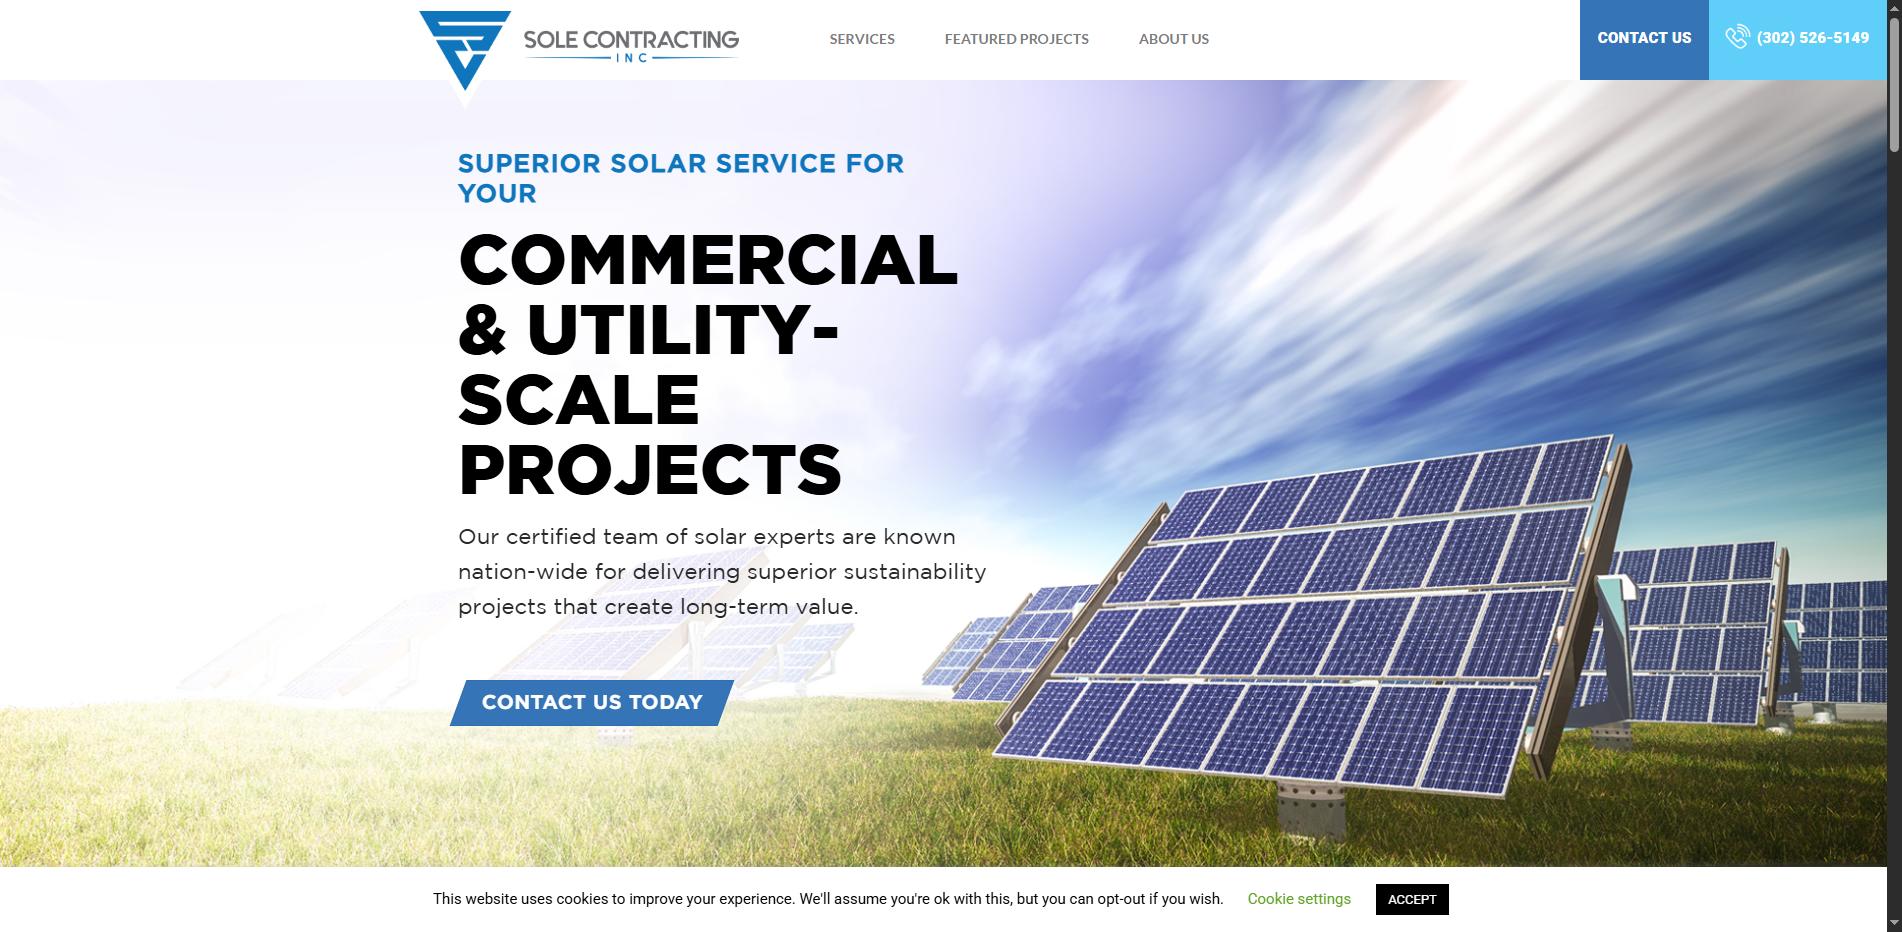 SOLE CONTRACTING
INC
SERVICES
FEATURED PROJECTS
ABOUT US
CONTACT US
(302) 526-5149
SUPERIOR SOLAR SERVICE FOR
YOUR
COMMERCIAL
& UTILITY-
SCALE
PROJECTS
Our certified team of solar experts are known
nation-wide for delivering superior sustainability
projects that create long-term value.
CONTACT US TODAY
This website uses cookies to improve your experience. We'll assume you're ok with this, but you can opt-out if you wish.
Cookie settings
ACCEPT